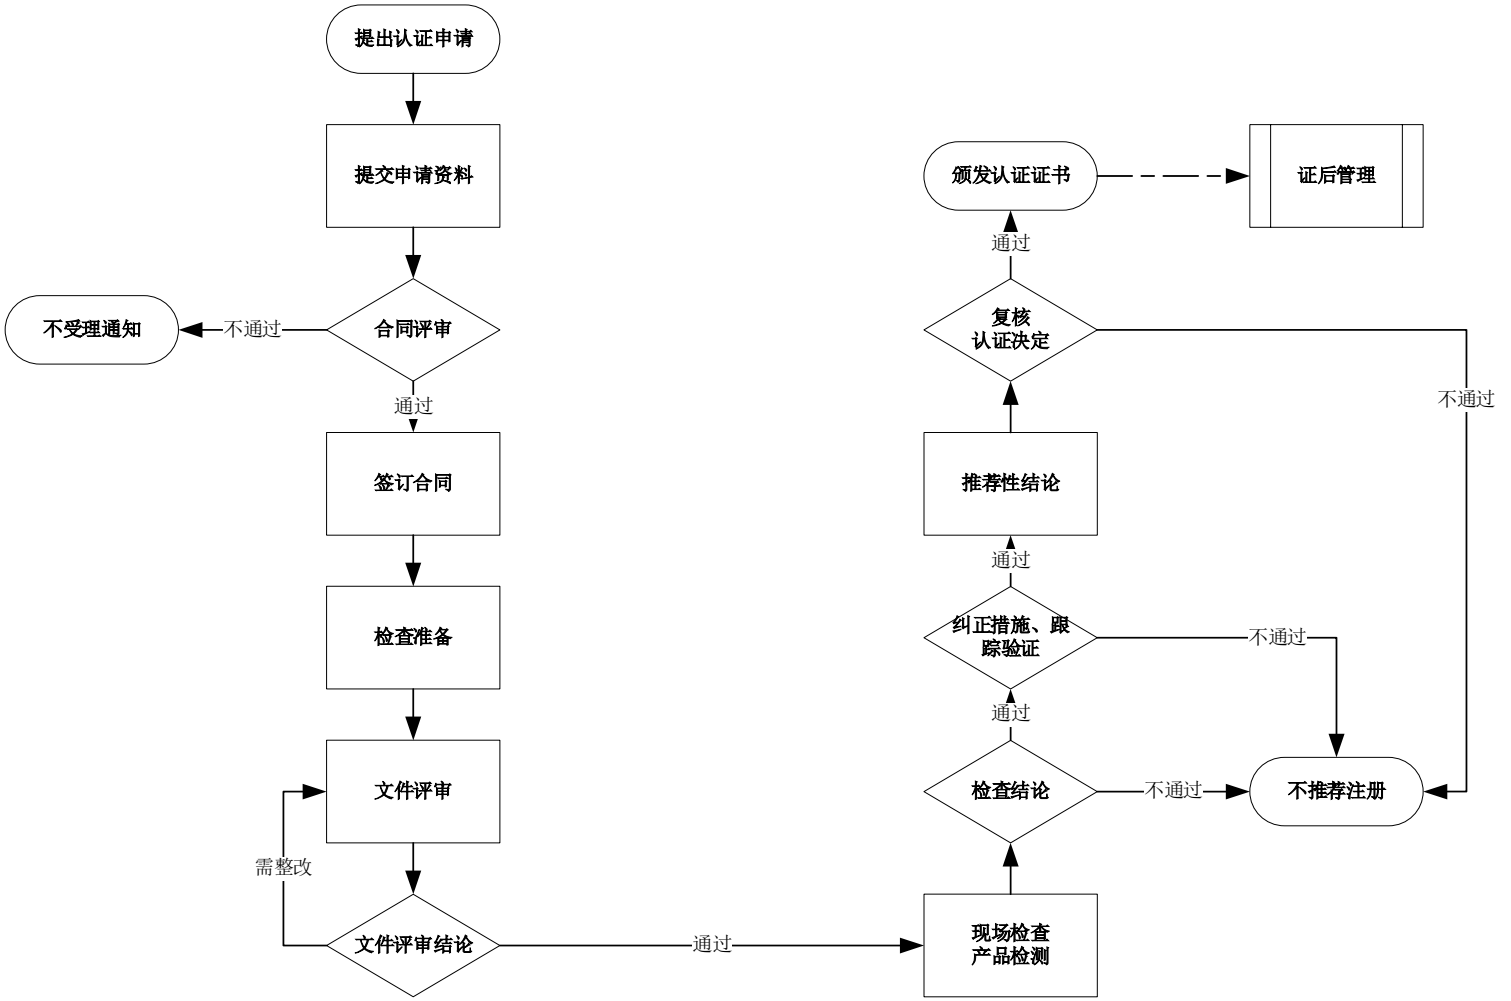 提出认证申请
提交申请资料
合同评审
不通过
不受理通知
通过
签订合同
检查准备
文件评审
需整改
文件评审结论
通过
现场检查
产品检测
检查结论
不通过
不推荐注册
通过
纠正措施、跟
踪验证
不通过
通过
推荐性结论
复核
认证决定
不通过
通过
颁发认证证书
证后管理